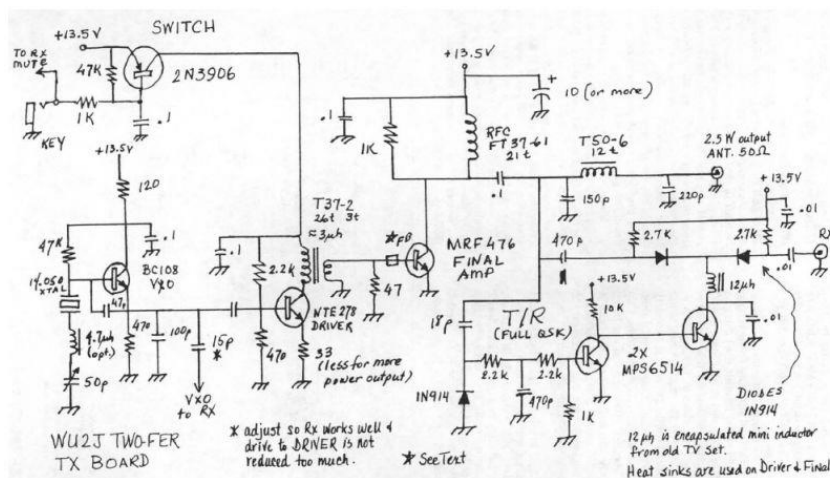 SWITCH
+13.5V
TO RX
MUTE
47K
2N3906
1K
.1
KEY
+13.5V
120
47K
.1
14.050
XTAL
BC108
VXO
47p
4.7µh
(opt.)
50p
470
100p
15p
*
VXO
to RX
T37-2
26t 3t
≈3µh
.1
2.2k
470
NTE278
DRIVER
33
(less for more
power output)
+13.5V
.1
1K
RFC
FT 37-61
21t
+
10 (or more)
★FB
47
MRF476
FINAL
AMP
.1
T50-6
12t
150p
220p
2.5W output
ANT. 50Ω
+13.5V
.01
2.7K
2.7k
Rx
.01
470p
12µh
.01
T/R
(FULL QSK)
+13.5V
10K
18p
1N914
2.2k
2.2k
470p
1K
2X
MPS6514
DIODES
1N914
WU2J TWO-FER
TX BOARD
* adjust so Rx works well &
drive to DRIVER is not
reduced too much.
★ See Text
12µh is encapsulated mini inductor
from old TV set.
Heat sinks are used on Driver & Final